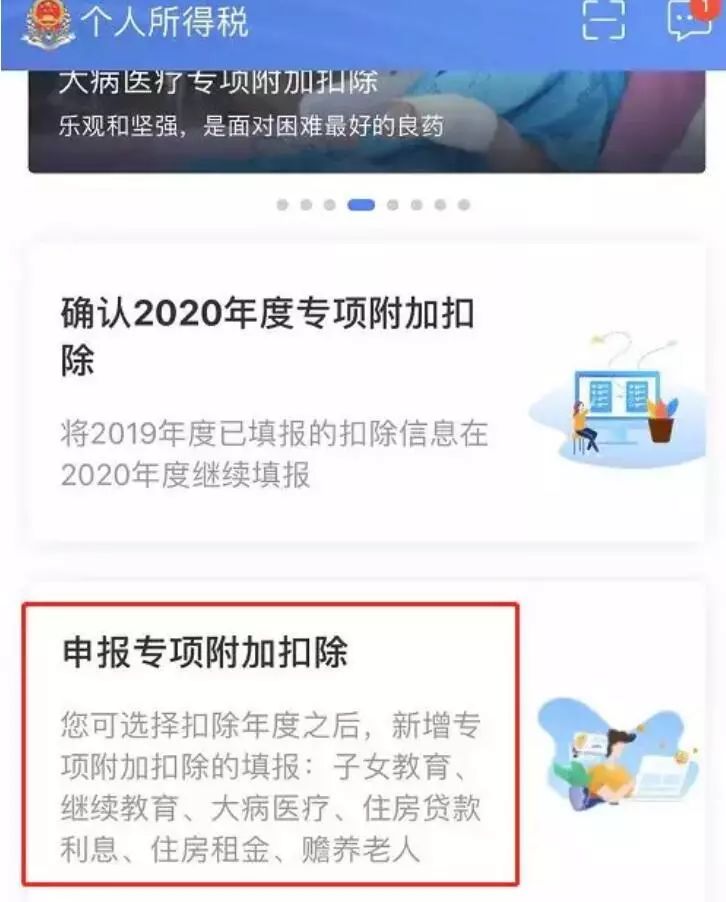 个人所得税
1
大病医疗专项附加扣除
乐观和坚强，是面对困难最好的良药
确认2020年度专项附加扣
除
将2019年度已填报的扣除信息在
2020年度继续填报
申报专项附加扣除
您可选择扣除年度之后，新增专
项附加扣除的填报：子女教育、
继续教育、大病医疗、住房贷款
利息、住房租金、赡养老人